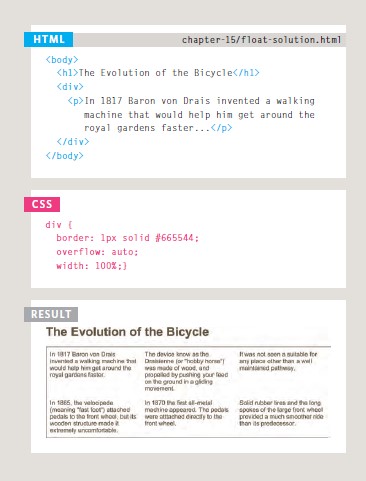 HTML
chapter-15/float-solution.html
<body>
<h1>The Evolution of the Bicycle</h1>
<div>
<p>In 1817 Baron von Drais invented a walking
machine that would help him get around the
royal gardens faster...</p>
</div>
</body>
CSS
div {
border: 1px solid #665544;
overflow: auto;
width: 100%;}
RESULT
The Evolution of the Bicycle
In 1817 Baron von Drais
invented a walking machine that
would help him get around the
royal gardens faster.
The device know as the
Draisienne (or "hobby horse")
was made of wood, and
propelled by pushing your feed
on the ground in a gliding
movement.
It was not seen a suitable for
any place other than a well
maintained pathway.
In 1865, the velocipede
(meaning "fast foot") attached
pedals to the front wheel, but its
wooden structure made it
extremely uncomfortable.
In 1870 the first all-metal
machine appeared. The pedals
were attached directly to the
front wheel.
Solid rubber tires and the long
spokes of the large front wheel
provided a much smoother ride
than its predecessor.